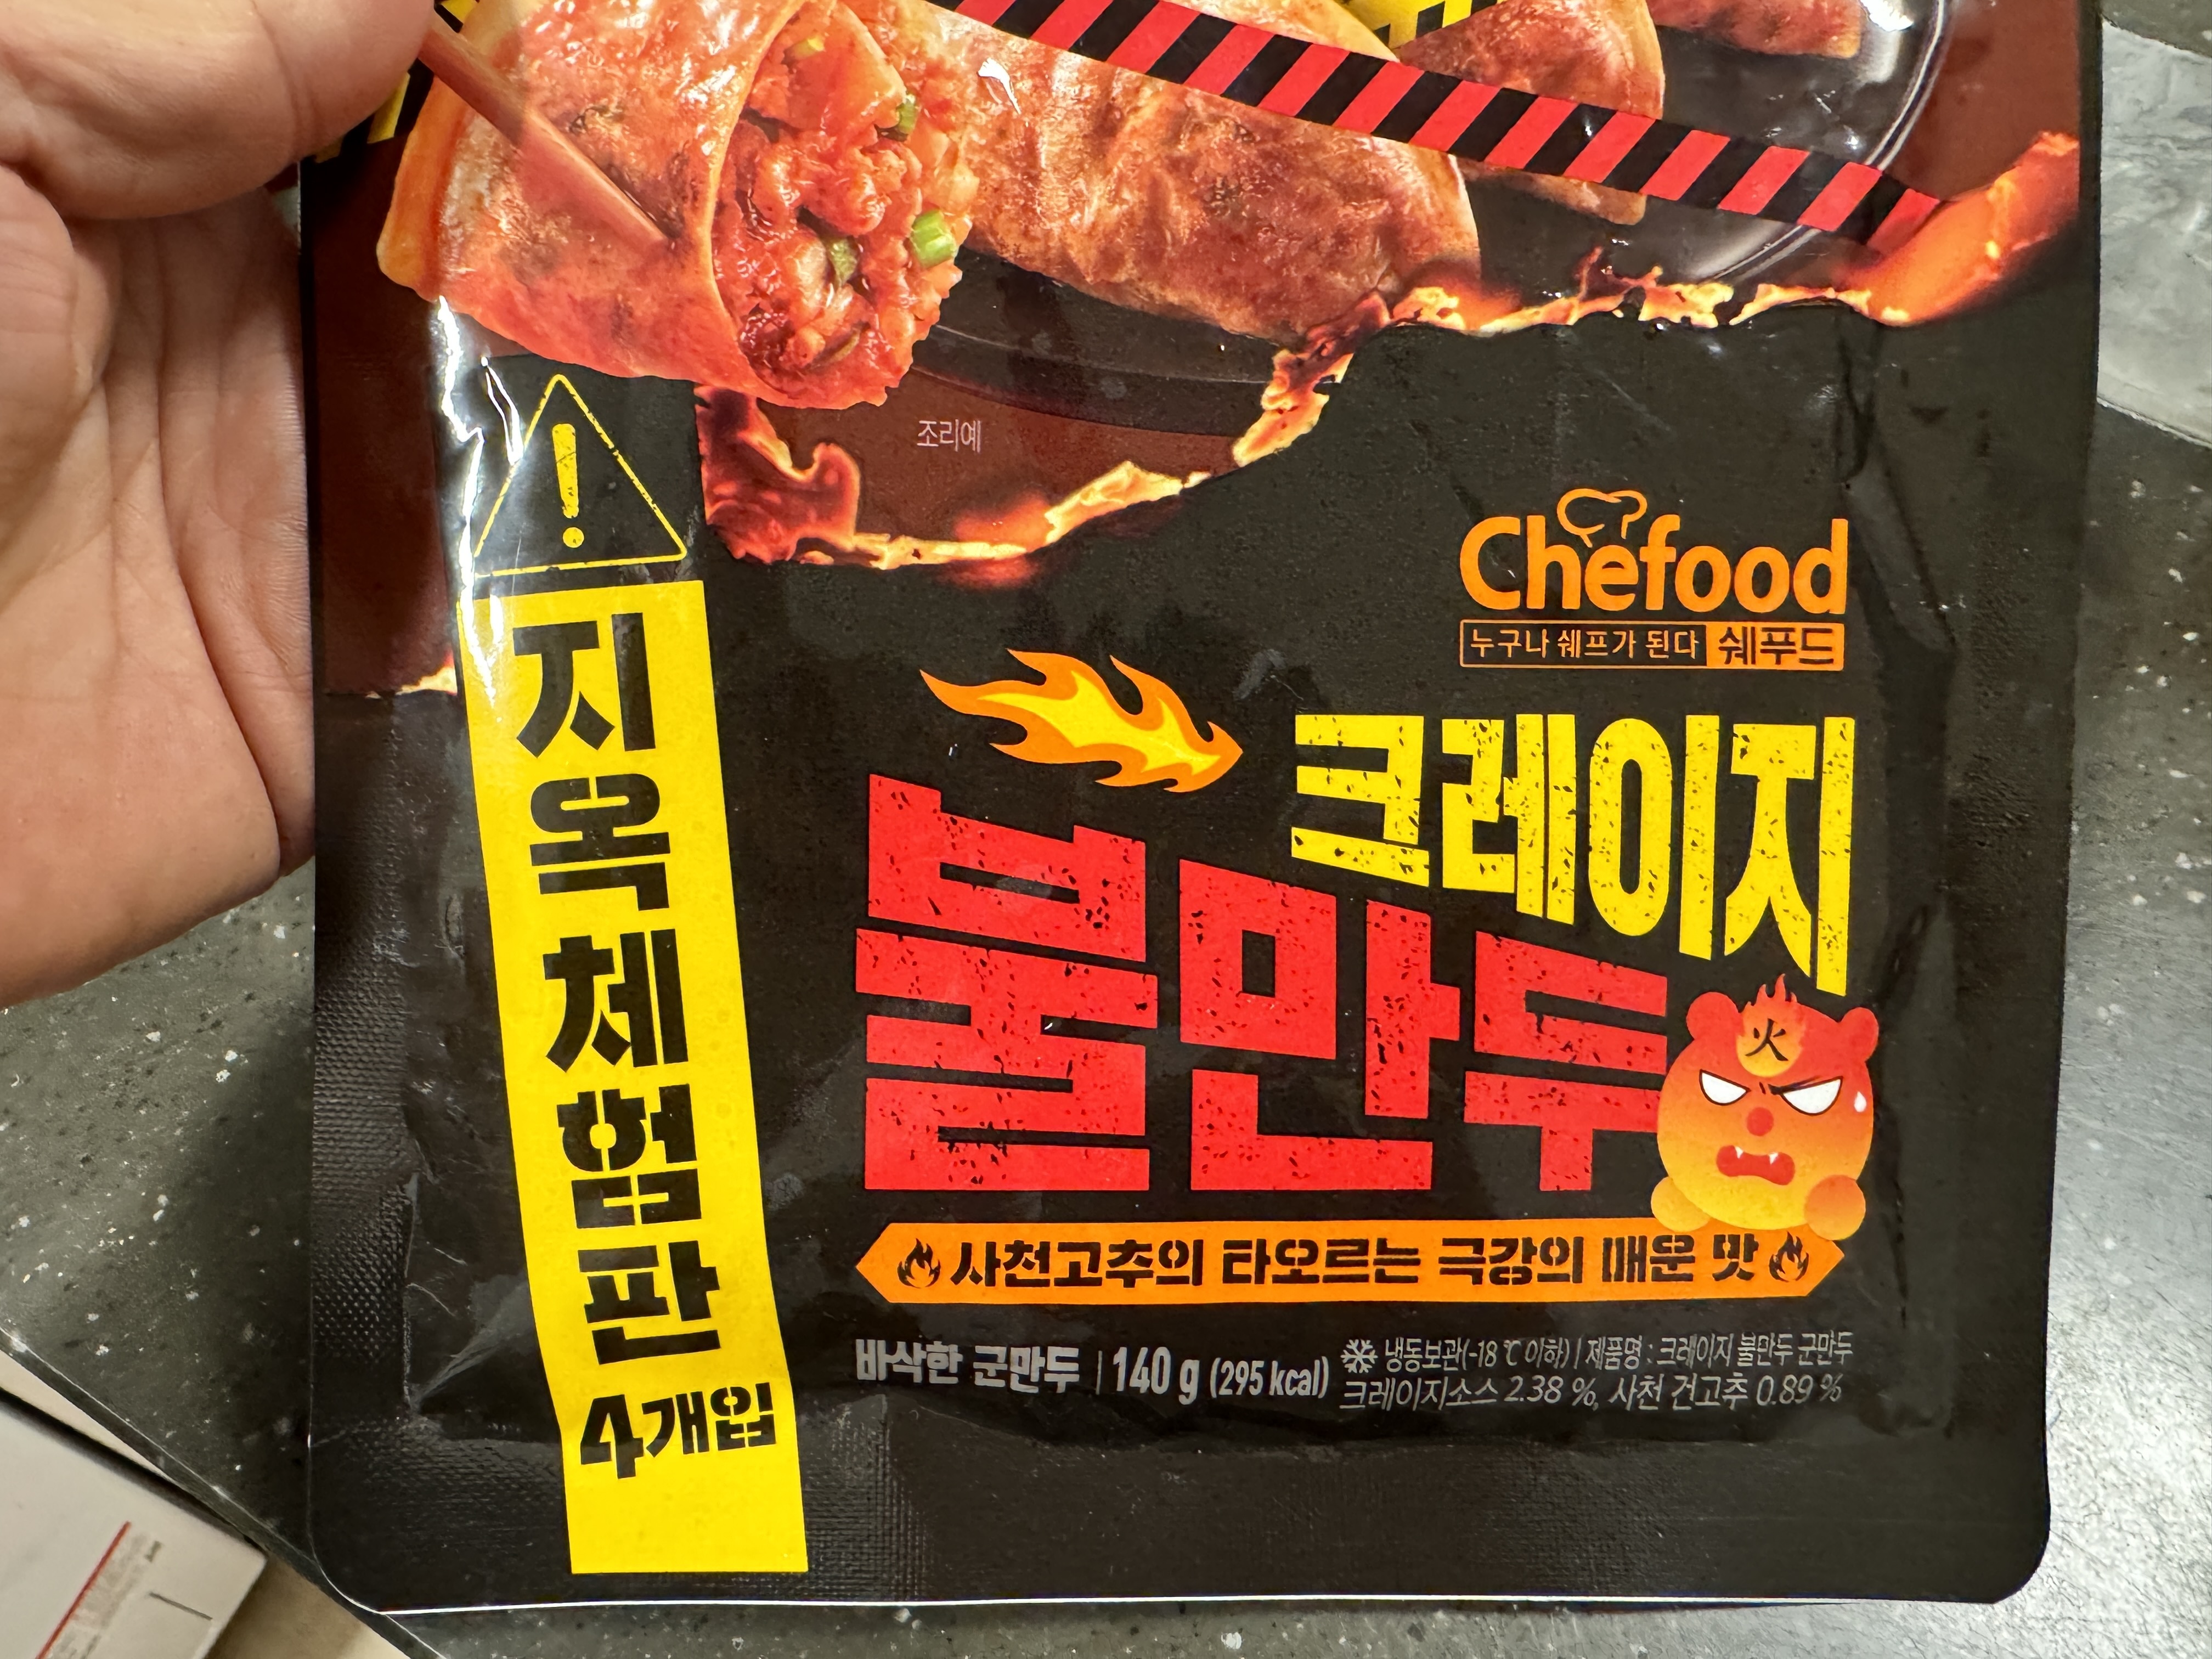 조리예
Chefood
누구나 쉐프가 된다 쉐푸드
크레이지
불만두
火
사천고추의 타오르는 극강의 매운 맛
바삭한 군만두 | 140 g (295 kcal)
냉동보관(-18 ℃ 이하) | 제품명 : 크레이지 불만두 군만두
크레이지소스 2.38 %, 사천 건고추 0.89 %
!
지옥체험판
4개입